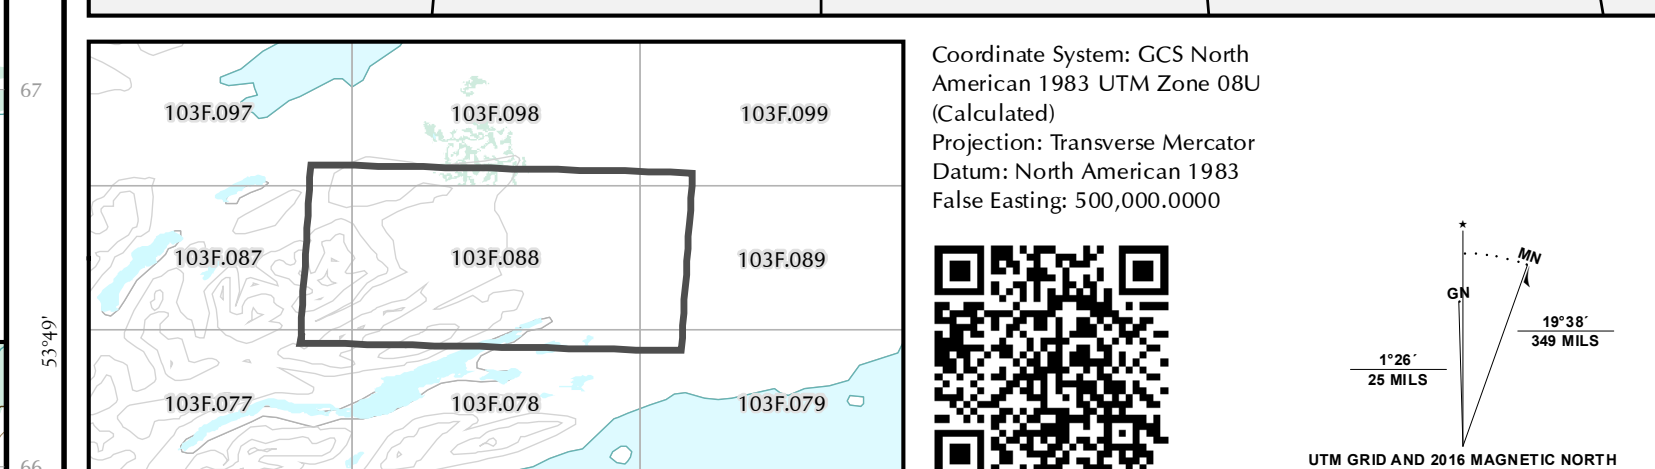 67
53°49'
66
103F.097
103F.098
103F.099
103F.087
103F.088
103F.089
103F.077
103F.078
103F.079
Coordinate System: GCS North
American 1983 UTM Zone 08U
(Calculated)
Projection: Transverse Mercator
Datum: North American 1983
False Easting: 500,000.0000
MN
GN
19°38´
349 MILS
1°26´
25 MILS
UTM GRID AND 2016 MAGNETIC NORTH